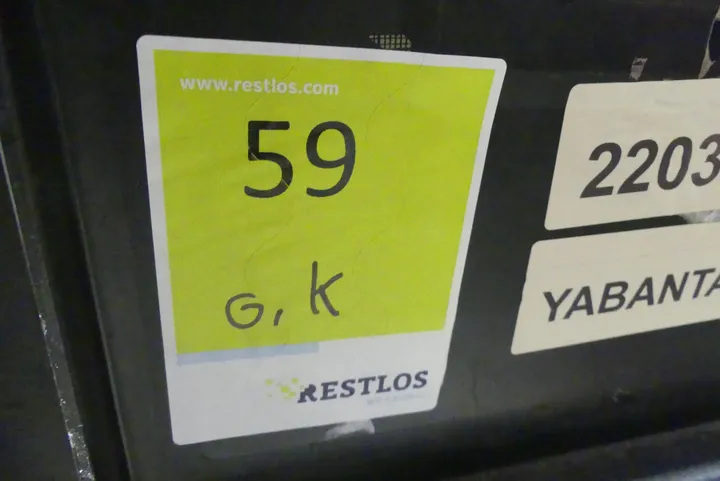 www.restlos.com
59
G, K
RESTLOS
2203
YABANTA